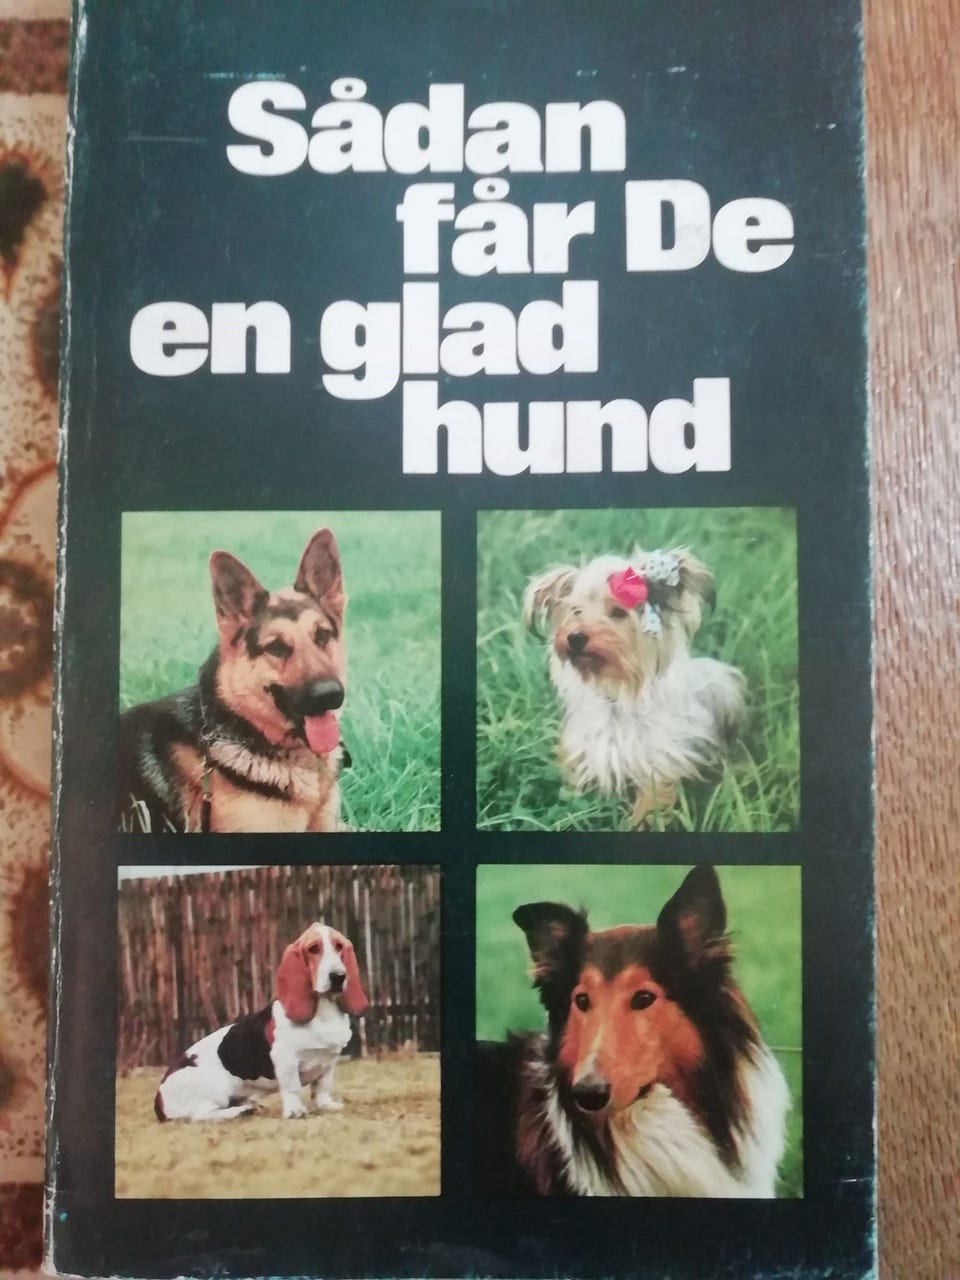 Sådan
får De
en glad
hund